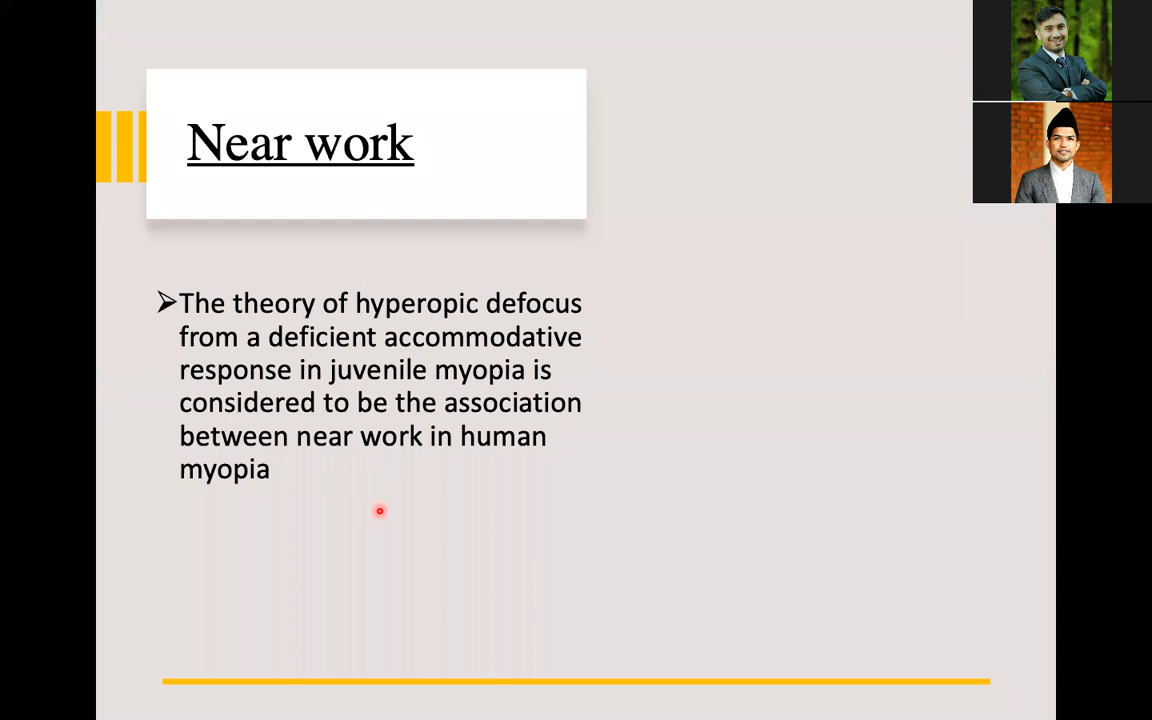 Near work
➢The theory of hyperopic defocus
from a deficient accommodative
response in juvenile myopia is
considered to be the association
between near work in human
myopia